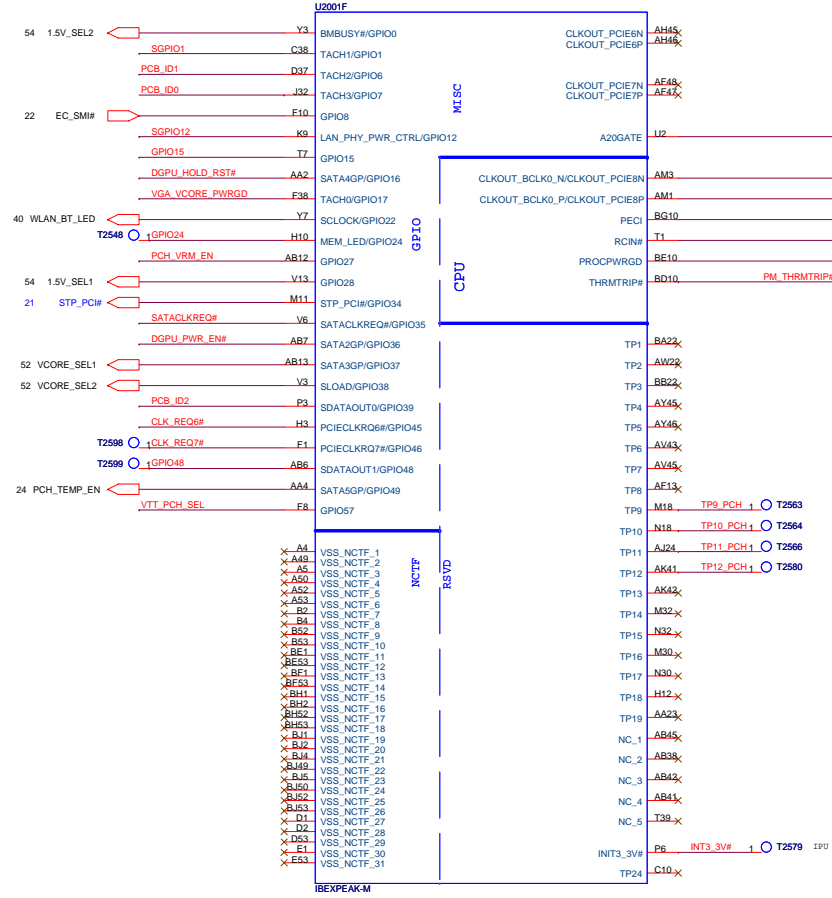 U2001F
54 1.5V_SEL2 Y3 BMBUSY#/GPIO0 CLKOUT_PCIE6N AH45
CLKOUT_PCIE6P AH46
SGPIO1 C38 TACH1/GPIO1
PCB_ID1 D37 TACH2/GPIO6
CLKOUT_PCIE7N AF48
PCB_ID0 J32 TACH3/GPIO7 CLKOUT_PCIE7P AF47
MISC
22 EC_SMI# F10 GPIO8
SGPIO12 K9 LAN_PHY_PWR_CTRL/GPIO12 A20GATE U2
GPIO15 T7 GPIO15
DGPU_HOLD_RST# AA2 SATA4GP/GPIO16 CLKOUT_BCLK0_N/CLKOUT_PCIE8N AM3
VGA_VCORE_PWRGD F38 TACH0/GPIO17 CLKOUT_BCLK0_P/CLKOUT_PCIE8P AM1
40 WLAN_BT_LED Y7 SCLOCK/GPIO22 PECI BG10
GPIO
T2548 1 GPIO24 H10 MEM_LED/GPIO24 RCIN# T1
PCH_VRM_EN AB12 GPIO27 PROCPWRGD BE10
CPU
54 1.5V_SEL1 V13 GPIO28 THRMTRIP# BD10 PM_THRMTRIP#
21 STP_PCI# M11 STP_PCI#/GPIO34
SATACLKREQ# V6 SATACLKREQ#/GPIO35
DGPU_PWR_EN# AB7 SATA2GP/GPIO36 TP1 BA22
52 VCORE_SEL1 AB13 SATA3GP/GPIO37 TP2 AW22
52 VCORE_SEL2 V3 SLOAD/GPIO38 TP3 BB22
PCB_ID2 P3 SDATAOUT0/GPIO39 TP4 AY45
CLK_REQ6# H3 PCIECLKRQ6#/GPIO45 TP5 AY46
T2598 1 CLK_REQ7# F1 PCIECLKRQ7#/GPIO46 TP6 AV43
T2599 1 GPIO48 AB6 SDATAOUT1/GPIO48 TP7 AV45
24 PCH_TEMP_EN AA4 SATA5GP/GPIO49 TP8 AF13
VTT_PCH_SEL F8 GPIO57 TP9 M18 TP9_PCH 1 T2563
TP10 N18 TP10_PCH 1 T2564
A4 VSS_NCTF_1 TP11 AJ24 TP11_PCH 1 T2566
A49 VSS_NCTF_2
A5 VSS_NCTF_3 TP12 AK41 TP12_PCH 1 T2580
NCTF
RSVD
A50 VSS_NCTF_4
A52 VSS_NCTF_5 TP13 AK42
A53 VSS_NCTF_6
B2 VSS_NCTF_7 TP14 M32
B4 VSS_NCTF_8
B52 VSS_NCTF_9 TP15 N32
B53 VSS_NCTF_10
BE1 VSS_NCTF_11 TP16 M30
BE53 VSS_NCTF_12
BF1 VSS_NCTF_13 TP17 N30
BF53 VSS_NCTF_14
BH1 VSS_NCTF_15 TP18 H12
BH2 VSS_NCTF_16
BH52 VSS_NCTF_17 TP19 AA23
BH53 VSS_NCTF_18
BJ1 VSS_NCTF_19 NC_1 AB45
BJ2 VSS_NCTF_20
BJ4 VSS_NCTF_21 NC_2 AB38
BJ49 VSS_NCTF_22
BJ5 VSS_NCTF_23 NC_3 AB42
BJ50 VSS_NCTF_24
BJ52 VSS_NCTF_25 NC_4 AB41
BJ53 VSS_NCTF_26
D1 VSS_NCTF_27 NC_5 T39
D2 VSS_NCTF_28
D53 VSS_NCTF_29
E1 VSS_NCTF_30 INIT3_3V# P6 INT3_3V# 1 T2579 IPU
E53 VSS_NCTF_31
TP24 C10
IBEXPEAK-M